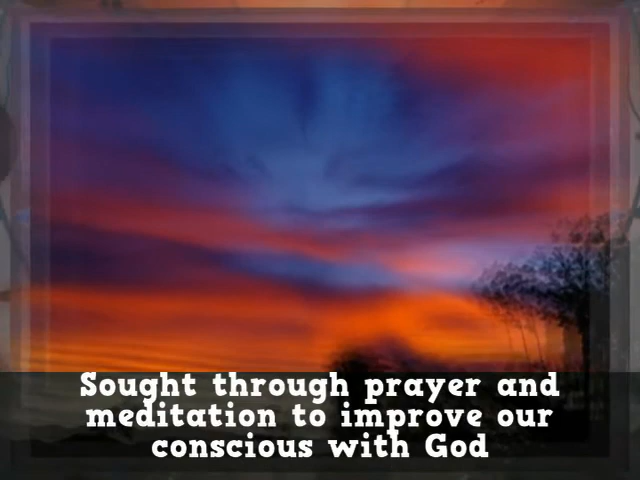 Sought through prayer and
meditation to improve our
conscious with God